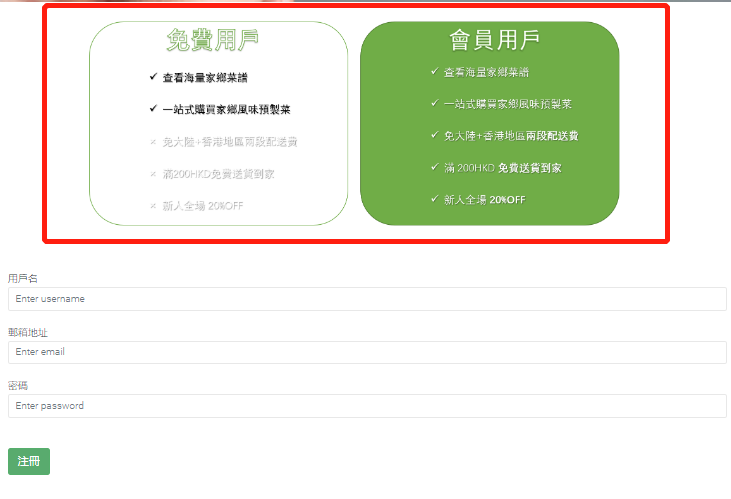 免費用戶
✓ 查看海量家鄉菜譜
✓ 一站式購買家鄉風味預製菜
× 免大陸+香港地區兩段配送費
× 滿200HKD免費送貨到家
× 新人全場 20%OFF
會員用戶
✓ 查看海量家鄉菜譜
✓ 一站式購買家鄉風味預製菜
✓ 免大陸+香港地區兩段配送費
✓ 滿 200HKD 免費送貨到家
✓ 新人全場 20%OFF
用戶名
Enter username
郵箱地址
Enter email
密碼
Enter password
注冊